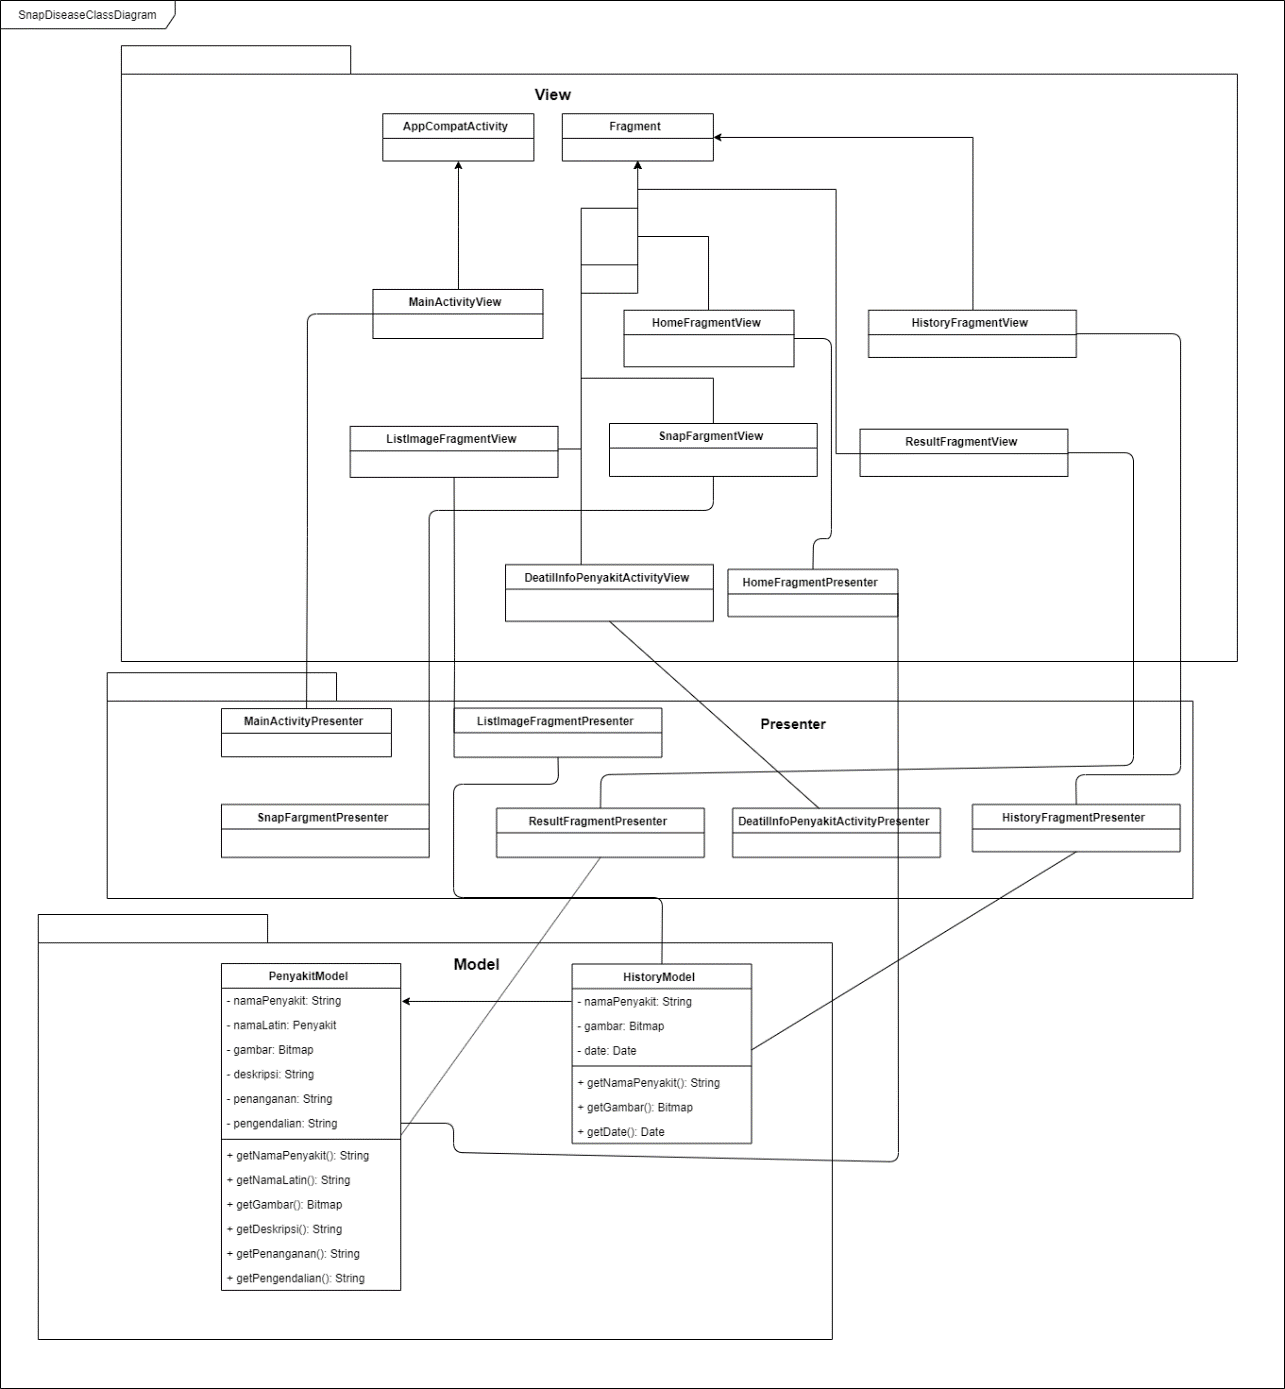 SnapDiseaseClassDiagram
View
AppCompatActivity
Fragment
MainActivityView
HomeFragmentView
HistoryFragmentView
ListImageFragmentView
SnapFargmentView
ResultFragmentView
DeatilInfoPenyakitActivityView
HomeFragmentPresenter
MainActivityPresenter
ListImageFragmentPresenter
Presenter
SnapFargmentPresenter
ResultFragmentPresenter
DeatilInfoPenyakitActivityPresenter
HistoryFragmentPresenter
Model
PenyakitModel
- namaPenyakit: String
- namaLatin: Penyakit
- gambar: Bitmap
- deskripsi: String
- penanganan: String
- pengendalian: String
+ getNamaPenyakit(): String
+ getNamaLatin(): String
+ getGambar(): Bitmap
+ getDeskripsi(): String
+ getPenanganan(): String
+ getPengendalian(): String
HistoryModel
- namaPenyakit: String
- gambar: Bitmap
- date: Date
+ getNamaPenyakit(): String
+ getGambar(): Bitmap
+ getDate(): Date